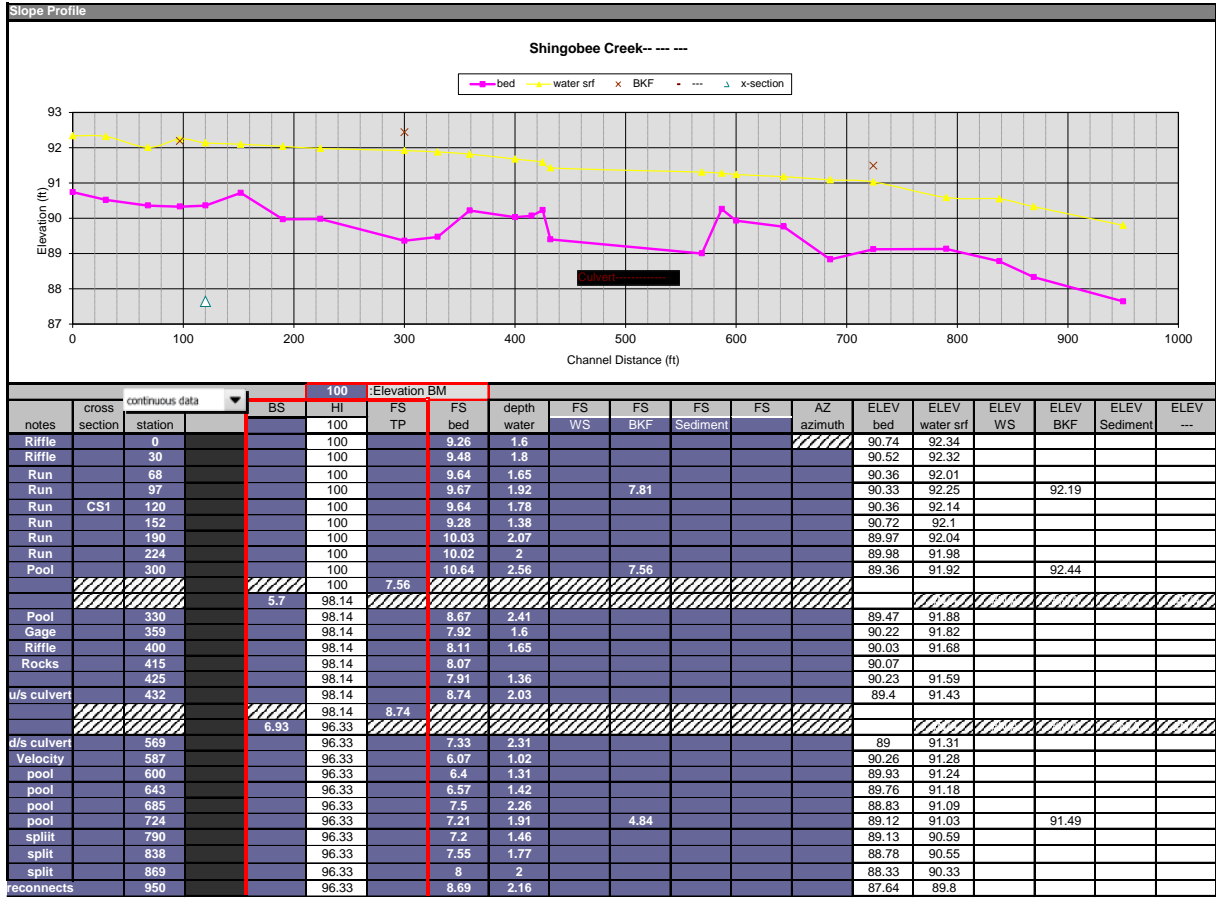 Slope Profile
Shingobee Creek-- --- ---
bed water srf BKF --- x-section
93
92
91
90
89
88
87
Elevation (ft)
Culvert-------------
0 100 200 300 400 500 600 700 800 900 1000
Channel Distance (ft)
100 :Elevation BM
continuous data
cross BS HI FS FS depth FS FS FS FS AZ ELEV ELEV ELEV ELEV ELEV ELEV
notes section station 100 TP bed water WS BKF Sediment azimuth bed water srf WS BKF Sediment ---
Riffle 0 100 9.26 1.6 90.74 92.34
Riffle 30 100 9.48 1.8 90.52 92.32
Run 68 100 9.64 1.65 90.36 92.01
Run 97 100 9.67 1.92 7.81 90.33 92.25 92.19
Run CS1 120 100 9.64 1.78 90.36 92.14
Run 152 100 9.28 1.38 90.72 92.1
Run 190 100 10.03 2.07 89.97 92.04
Run 224 100 10.02 2 89.98 91.98
Pool 300 100 10.64 2.56 7.56 89.36 91.92 92.44
100 7.56
5.7 98.14
Pool 330 98.14 8.67 2.41 89.47 91.88
Gage 359 98.14 7.92 1.6 90.22 91.82
Riffle 400 98.14 8.11 1.65 90.03 91.68
Rocks 415 98.14 8.07 90.07
425 98.14 7.91 1.36 90.23 91.59
u/s culvert 432 98.14 8.74 2.03 89.4 91.43
98.14 8.74
6.93 96.33
d/s culvert 569 96.33 7.33 2.31 89 91.31
Velocity 587 96.33 6.07 1.02 90.26 91.28
pool 600 96.33 6.4 1.31 89.93 91.24
pool 643 96.33 6.57 1.42 89.76 91.18
pool 685 96.33 7.5 2.26 88.83 91.09
pool 724 96.33 7.21 1.91 4.84 89.12 91.03 91.49
spliit 790 96.33 7.2 1.46 89.13 90.59
split 838 96.33 7.55 1.77 88.78 90.55
split 869 96.33 8 2 88.33 90.33
reconnects 950 96.33 8.69 2.16 87.64 89.8